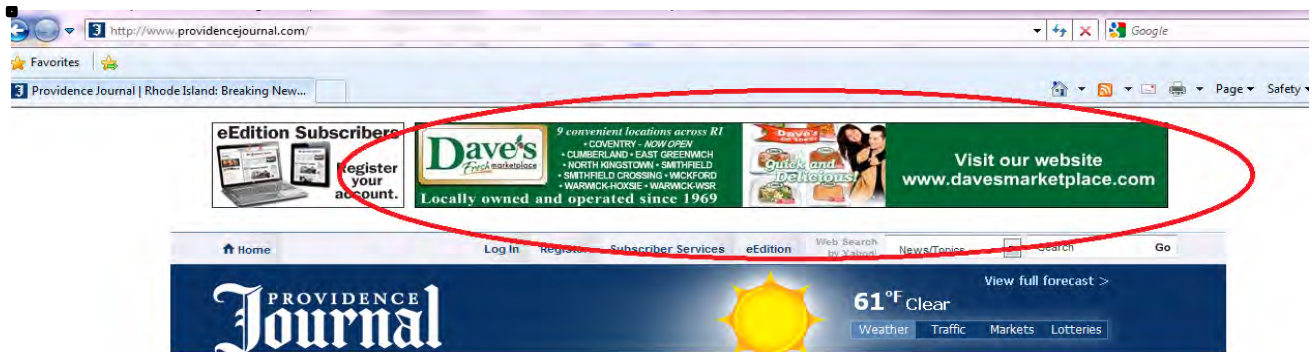 http://www.providencejournal.com/
Google
Favorites
Providence Journal | Rhode Island: Breaking New...
Page
Safety
eEdition Subscribers
Register
your
account.
Dave's
Fresh marketplace
9 convenient locations across RI
• COVENTRY - NOW OPEN
• CUMBERLAND • EAST GREENWICH
• NORTH KINGSTOWN • SMITHFIELD
• SMITHFIELD CROSSING • WICKFORD
• WARWICK-HOXSIE • WARWICK-WSR
Locally owned and operated since 1969
Dave's
Quick and
Delicious!
Visit our website
www.davesmarketplace.com
Home
Log In
Register
Subscriber Services
eEdition
Web Search
by Yahoo!
News/Topics
Search
Go
PROVIDENCE
Journal
61°F Clear
View full forecast >
Weather
Traffic
Markets
Lotteries